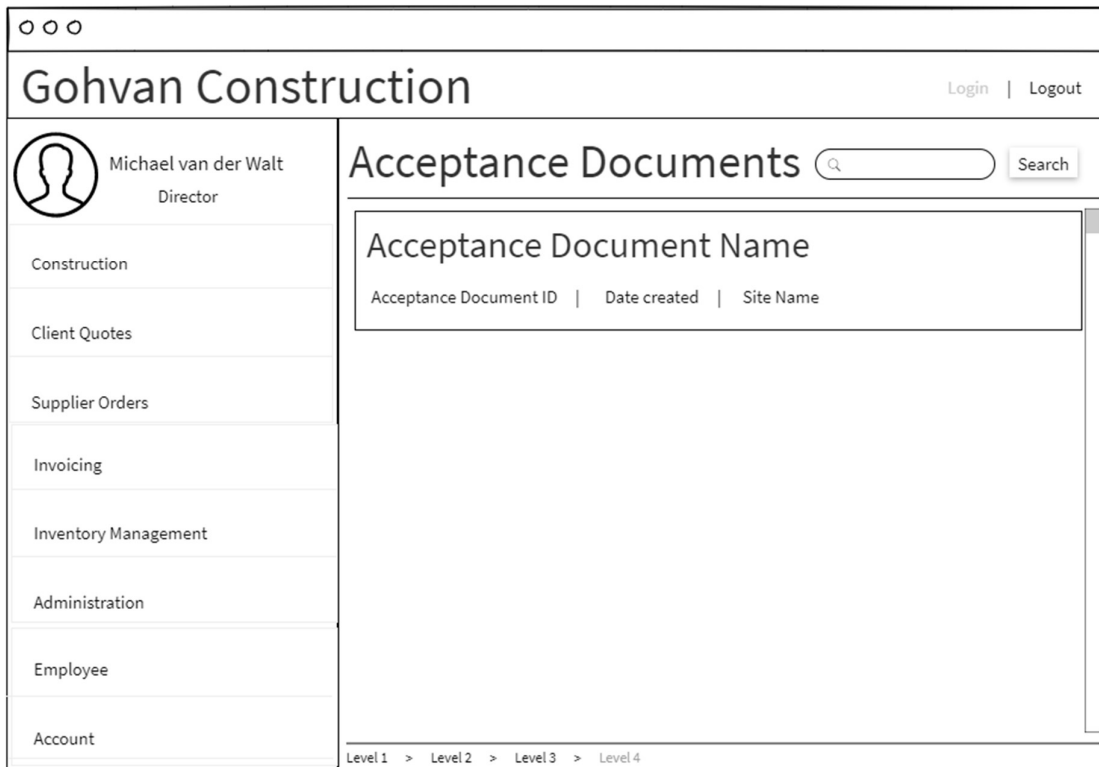 Gohvan Construction
Login | Logout
Michael van der Walt
Director
Construction
Client Quotes
Supplier Orders
Invoicing
Inventory Management
Administration
Employee
Account
Acceptance Documents
Search
Acceptance Document Name
Acceptance Document ID | Date created | Site Name
Level 1 > Level 2 > Level 3 > Level 4